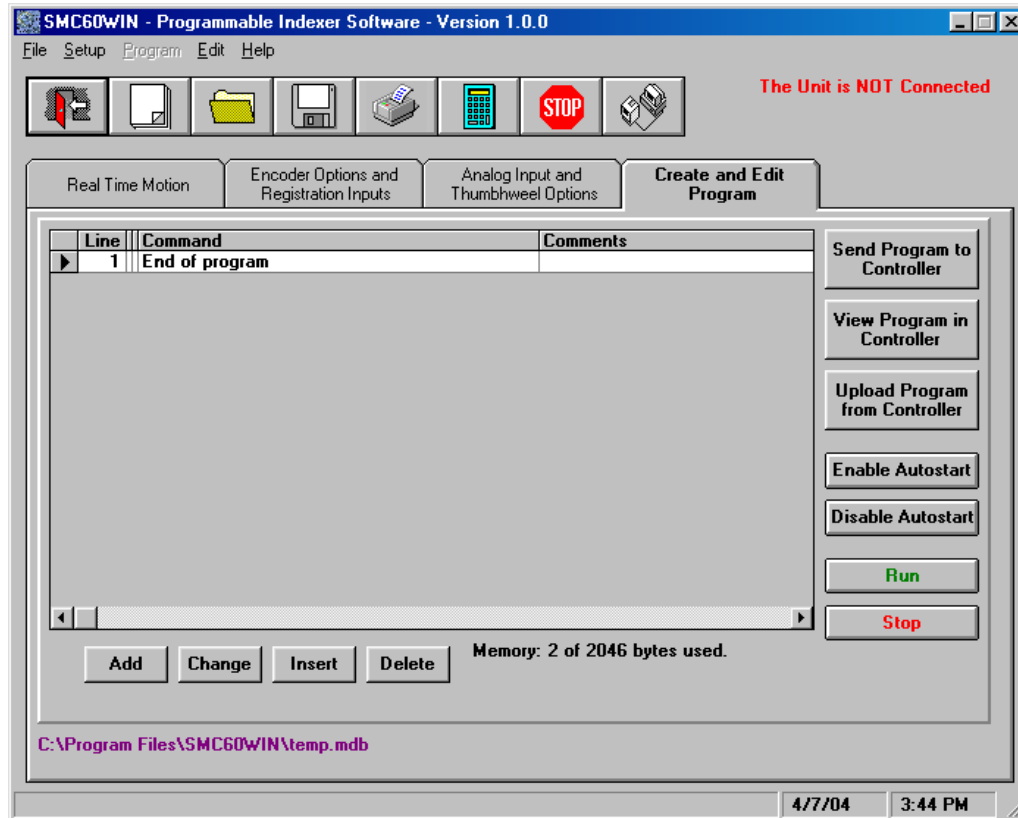 SMC60WIN - Programmable Indexer Software - Version 1.0.0
File Setup Program Edit Help
STOP
The Unit is NOT Connected
Real Time Motion
Encoder Options and
Registration Inputs
Analog Input and
Thumbhweel Options
Create and Edit
Program
Line Command Comments
1 End of program
Send Program to
Controller
View Program in
Controller
Upload Program
from Controller
Enable Autostart
Disable Autostart
Run
Stop
Add Change Insert Delete
Memory: 2 of 2046 bytes used.
C:\Program Files\SMC60WIN\temp.mdb
4/7/04 3:44 PM